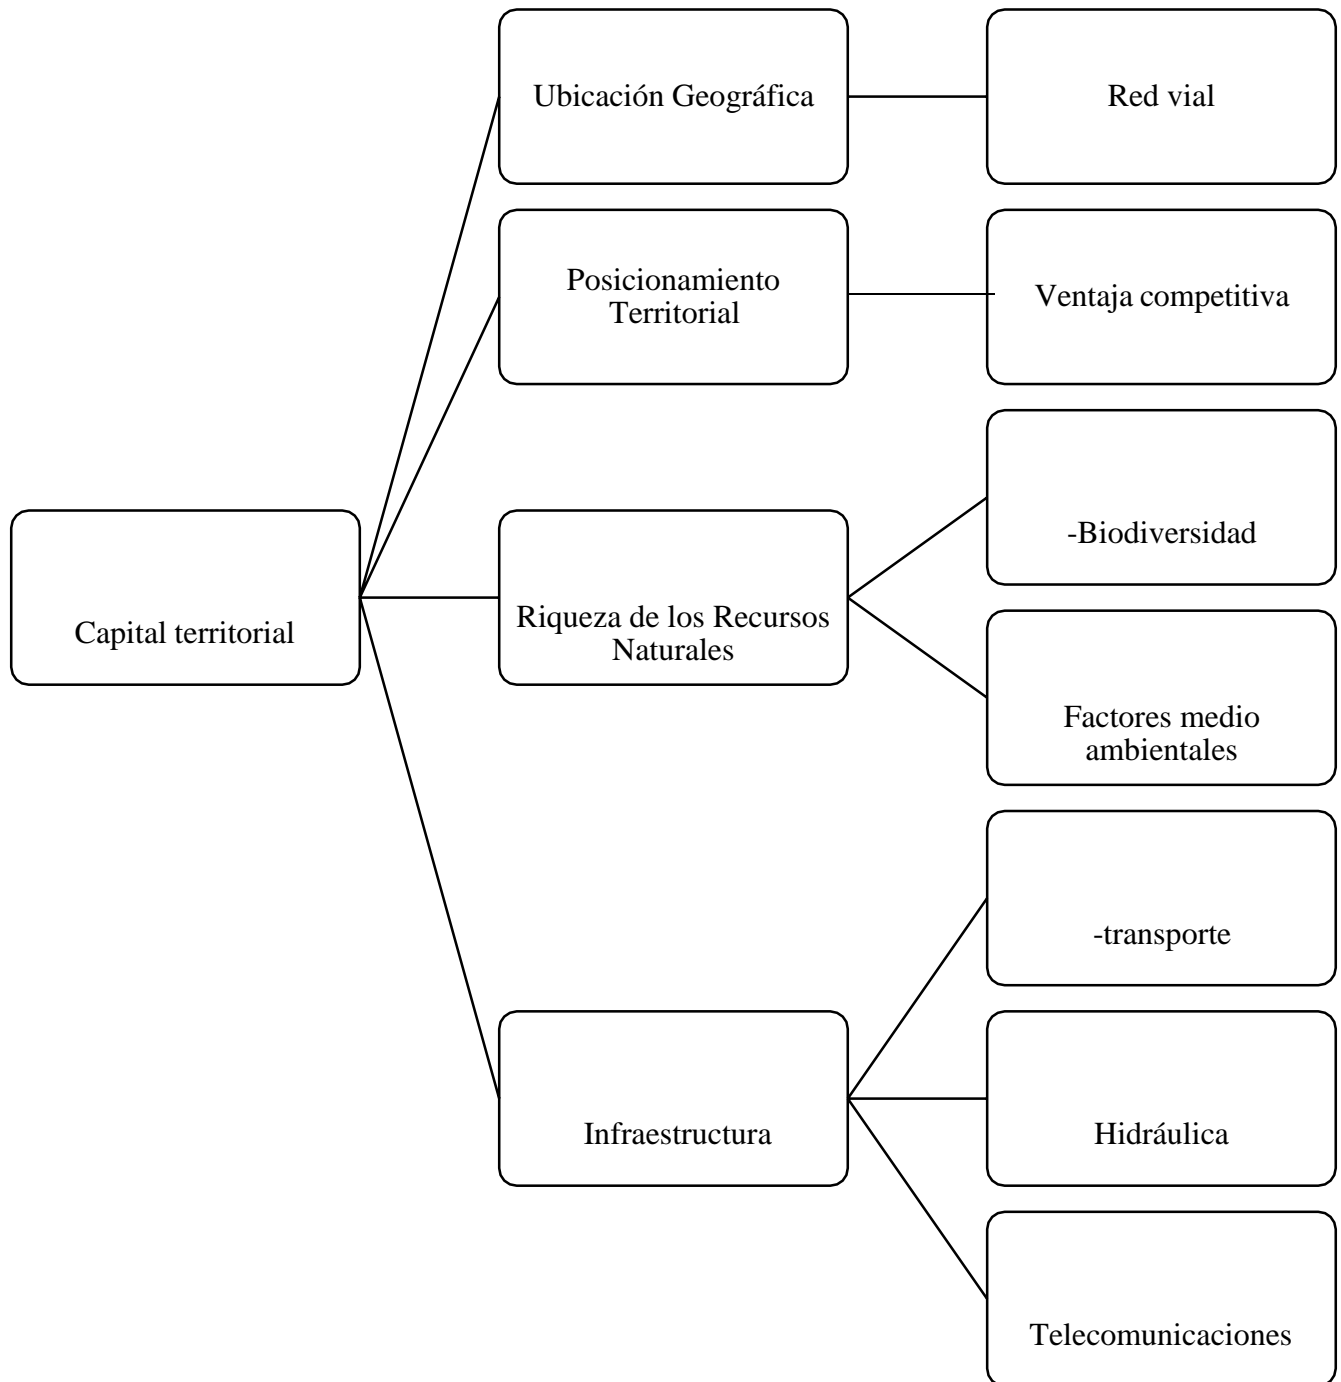 Ubicación Geográfica
Red vial
Posicionamiento
Territorial
Ventaja competitiva
-Biodiversidad
Capital territorial
Riqueza de los Recursos
Naturales
Factores medio
ambientales
-transporte
Infraestructura
Hidráulica
Telecomunicaciones